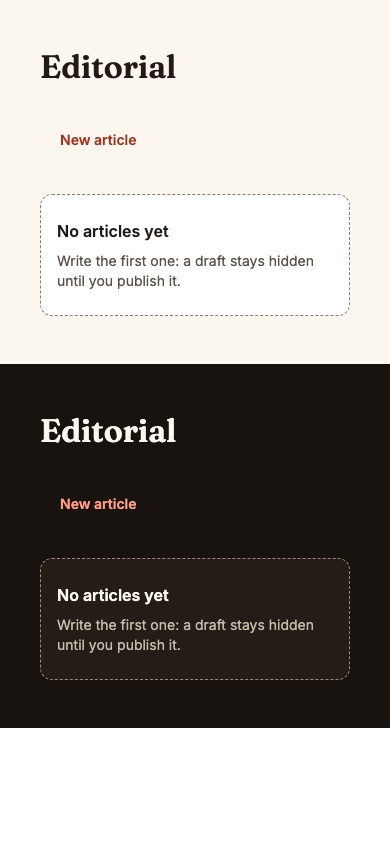 Editorial
New article
No articles yet
Write the first one: a draft stays hidden
until you publish it.
Editorial
New article
No articles yet
Write the first one: a draft stays hidden
until you publish it.